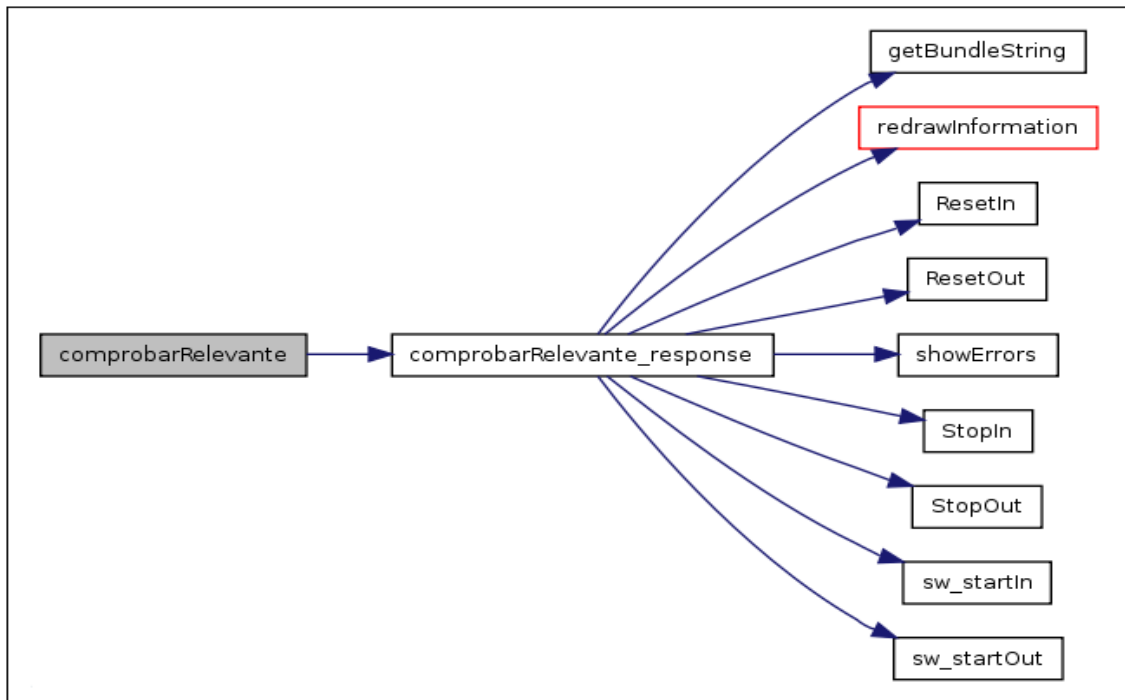 getBundleString
redrawInformation
ResetIn
ResetOut
comprobarRelevante
comprobarRelevante_response
showErrors
StopIn
StopOut
sw_startIn
sw_startOut